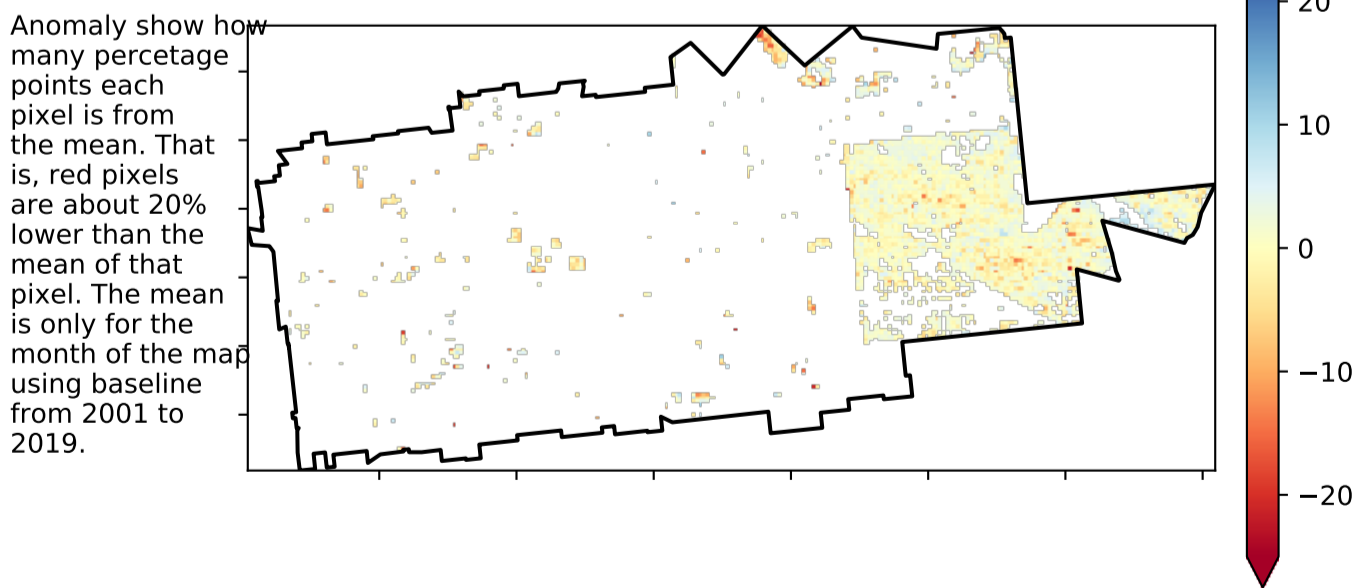 Anomaly show how
many percetage
points each
pixel is from
the mean. That
is, red pixels
are about 20%
lower than the
mean of that
pixel. The mean
is only for the
month of the map
using baseline
from 2001 to
2019.
20
10
0
−10
−20